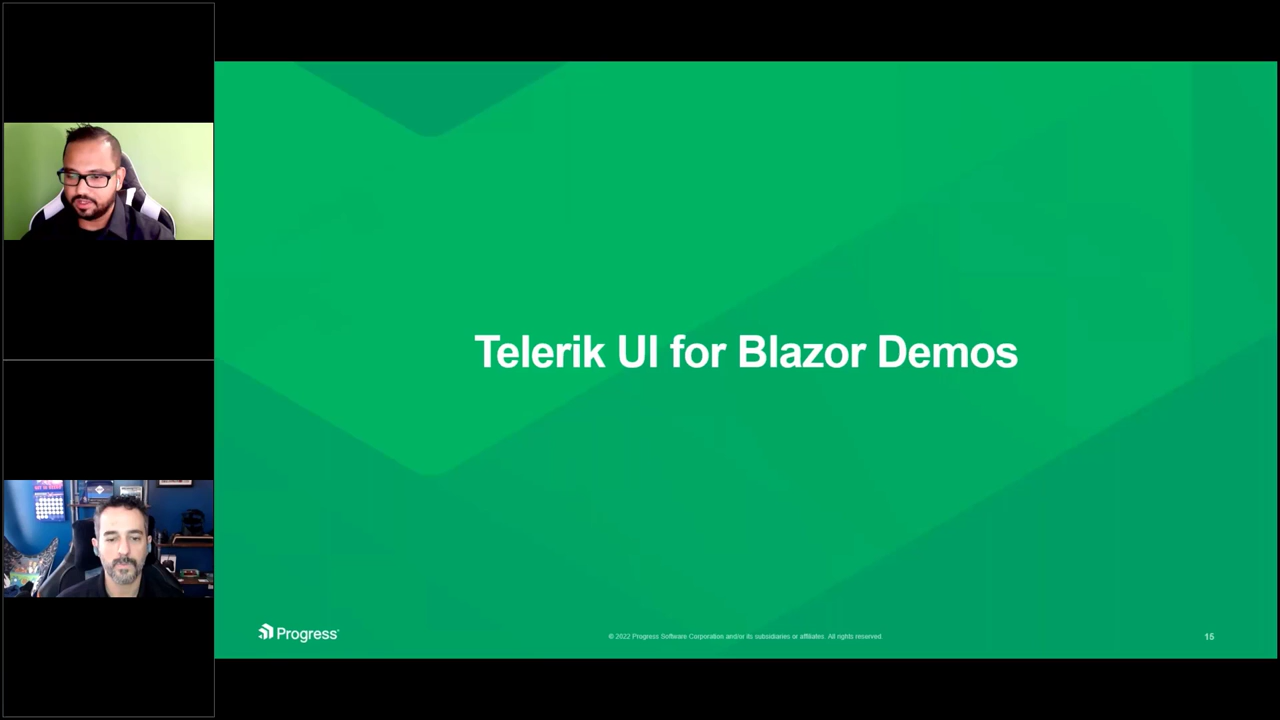 Telerik UI for Blazor Demos
Progress®
© 2022 Progress Software Corporation and/or its subsidiaries or affiliates. All rights reserved.
15